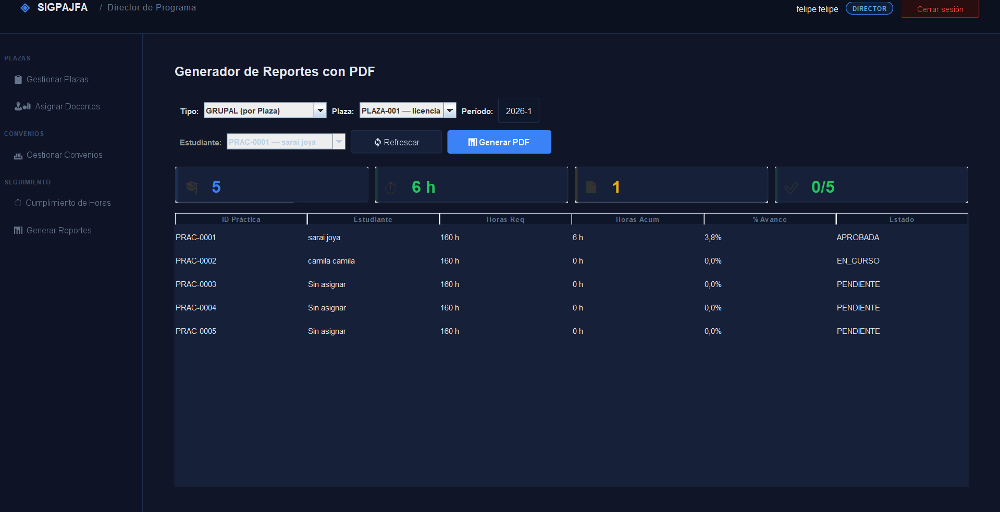 SIGPAJFA / Director de Programa
felipe felipe DIRECTOR Cerrar sesión
PLAZAS
Gestionar Plazas
Asignar Docentes
CONVENIOS
Gestionar Convenios
SEGUIMIENTO
Cumplimiento de Horas
Generar Reportes
Generador de Reportes con PDF
Tipo: GRUPAL (por Plaza) Plaza: PLAZA-001 — licencia Período: 2026-1
Estudiante: PRAC-0001 — sarai joya Refrescar Generar PDF
5 6 h 1 0/5
ID Práctica Estudiante Horas Req Horas Acum % Avance Estado
PRAC-0001 sarai joya 160 h 6 h 3,8% APROBADA
PRAC-0002 camila camila 160 h 0 h 0,0% EN_CURSO
PRAC-0003 Sin asignar 160 h 0 h 0,0% PENDIENTE
PRAC-0004 Sin asignar 160 h 0 h 0,0% PENDIENTE
PRAC-0005 Sin asignar 160 h 0 h 0,0% PENDIENTE